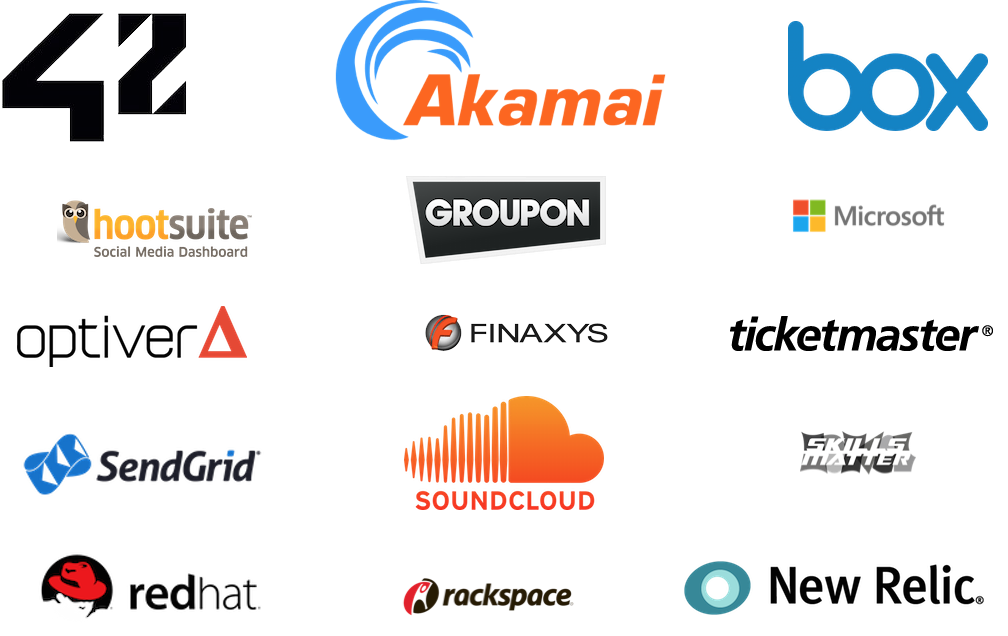 42
Akamai
box
hootsuite™
Social Media Dashboard
GROUPON
Microsoft
optiver
FINAXYS
ticketmaster®
SendGrid®
SOUNDCLOUD
SKILLS
MATTER
redhat.
rackspace®
New Relic®